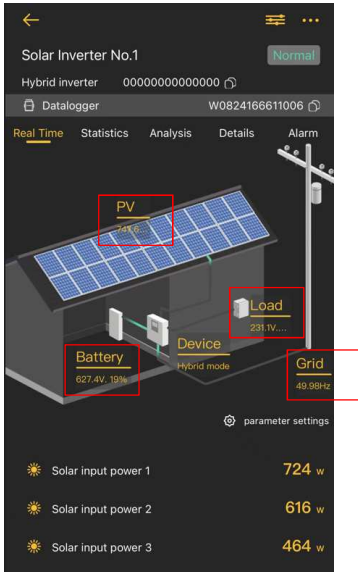 Solar Inverter No.1
Normal
Hybrid inverter 00000000000000
Datalogger W0824166611006
Real Time Statistics Analysis Details Alarm
PV
741.6...
Load
231.1V....
Device
Hybrid mode
Battery
627.4V. 19%
Grid
49.98Hz
parameter settings
Solar input power 1 724 w
Solar input power 2 616 w
Solar input power 3 464 w